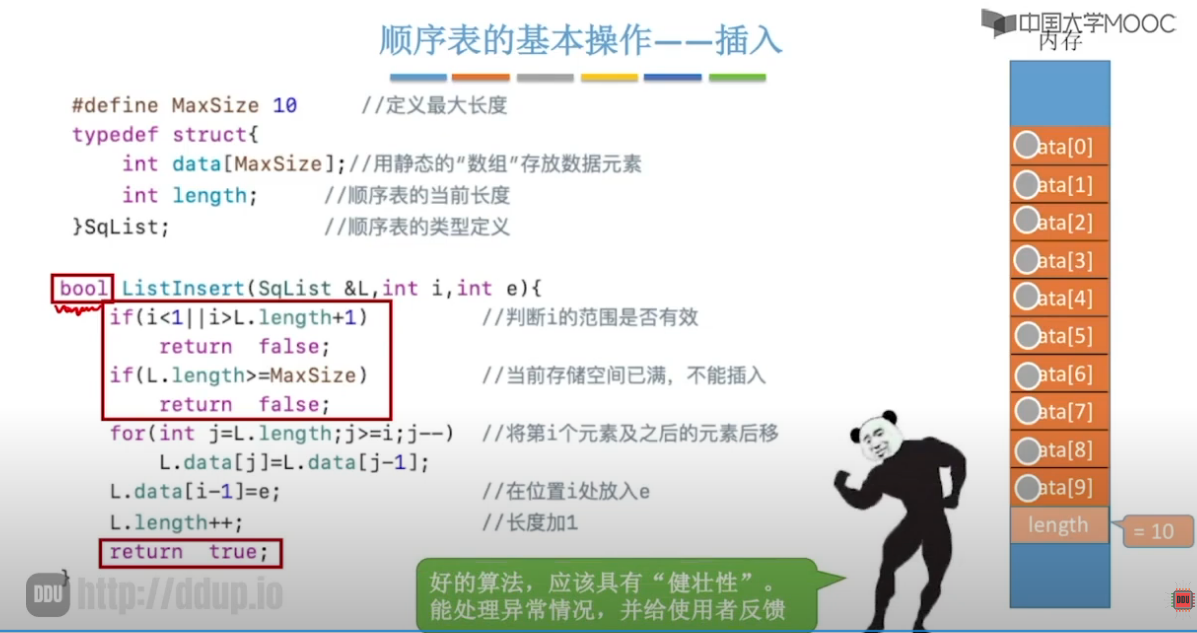 中国大学MOOC
顺序表的基本操作——插入
内存
#define MaxSize 10 //定义最大长度
typedef struct{
int data[MaxSize];//用静态的“数组”存放数据元素
int length; //顺序表的当前长度
}SqList; //顺序表的类型定义
bool ListInsert(SqList &L,int i,int e){
if(i<1||i>L.length+1) //判断i的范围是否有效
return false;
if(L.length>=MaxSize) //当前存储空间已满，不能插入
return false;
for(int j=L.length;j>=i;j--) //将第i个元素及之后的元素后移
L.data[j]=L.data[j-1];
L.data[i-1]=e; //在位置i处放入e
L.length++; //长度加1
return true;
}
ata[0]
ata[1]
ata[2]
ata[3]
ata[4]
ata[5]
ata[6]
ata[7]
ata[8]
ata[9]
length
= 10
好的算法，应该具有“健壮性”。
能处理异常情况，并给使用者反馈
DDU http://ddup.io
DDU